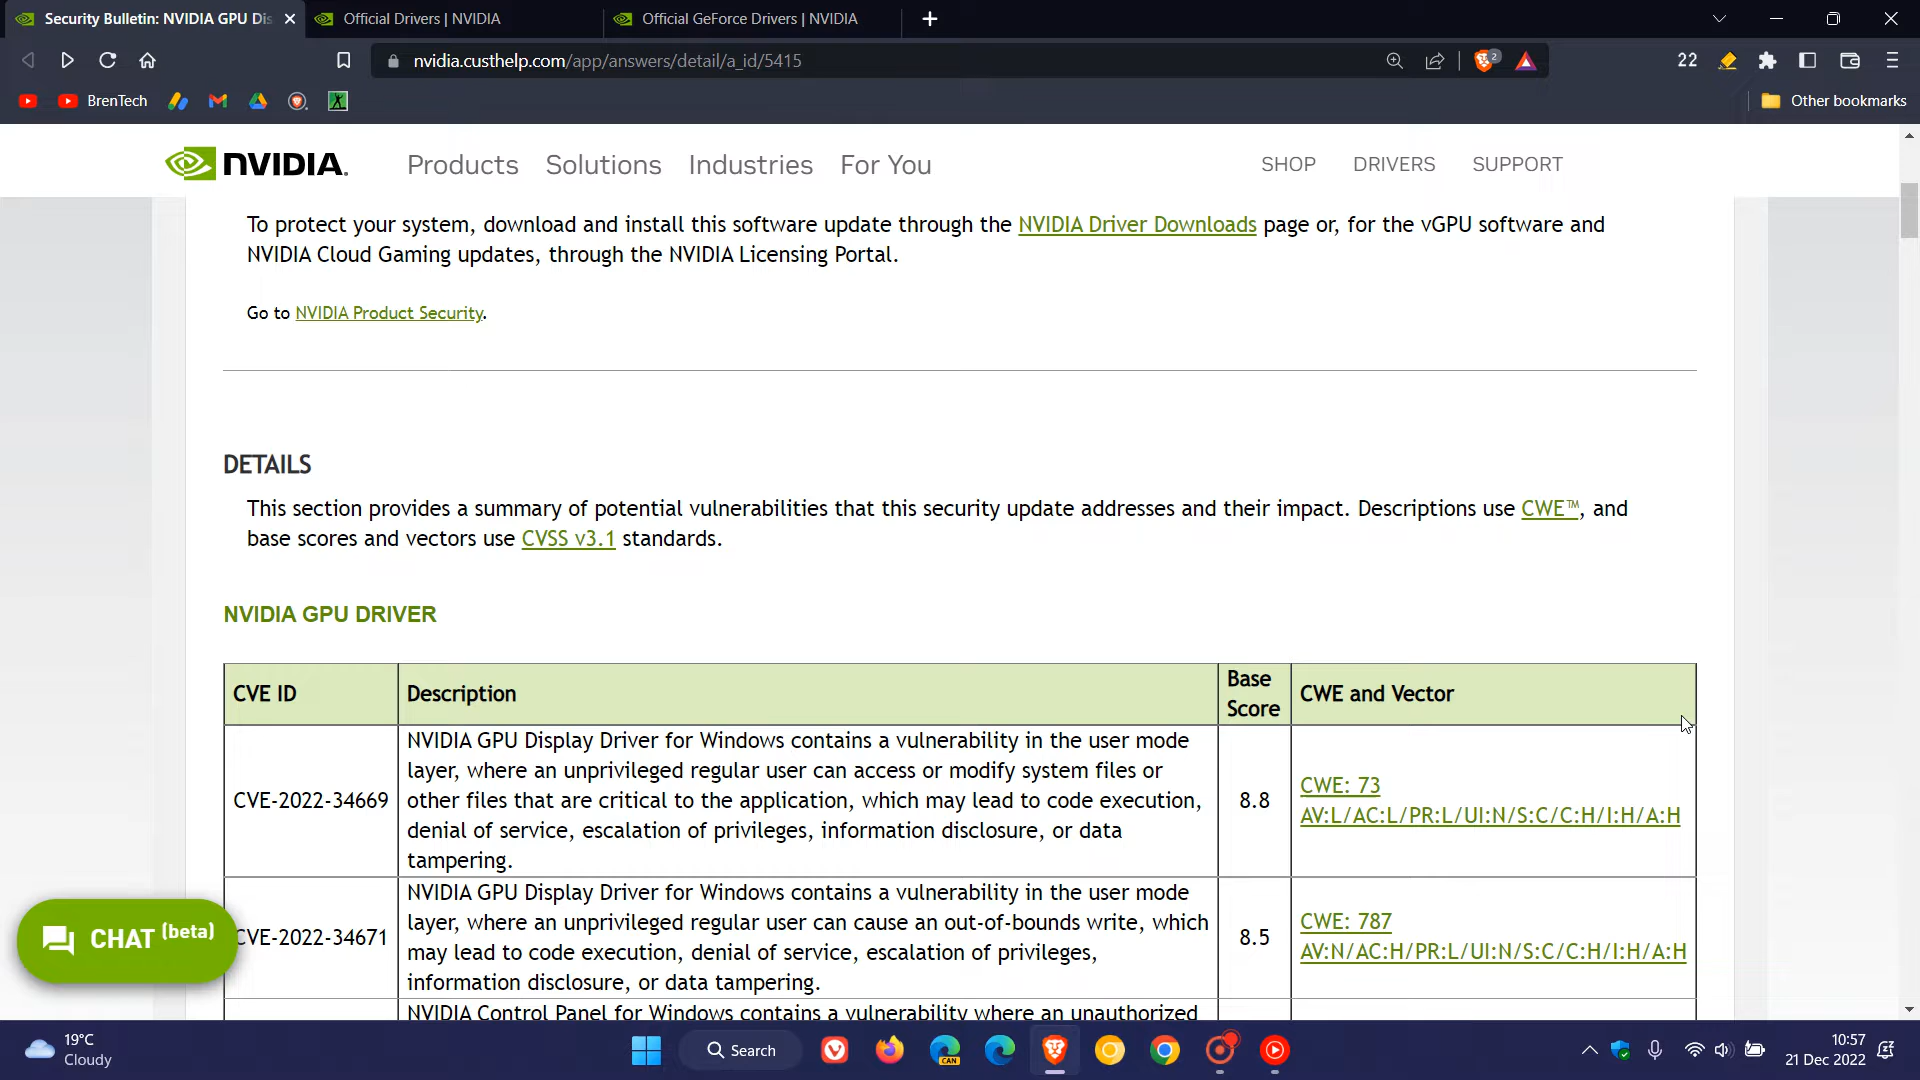 Security Bulletin: NVIDIA GPU Dis
Official Drivers | NVIDIA
Official GeForce Drivers | NVIDIA
nvidia.custhelp.com/app/answers/detail/a_id/5415
2
22
BrenTech
Other bookmarks
NVIDIA.
Products
Solutions
Industries
For You
SHOP
DRIVERS
SUPPORT
To protect your system, download and install this software update through the NVIDIA Driver Downloads page or, for the vGPU software and
NVIDIA Cloud Gaming updates, through the NVIDIA Licensing Portal.
Go to NVIDIA Product Security.
DETAILS
This section provides a summary of potential vulnerabilities that this security update addresses and their impact. Descriptions use CWE™, and
base scores and vectors use CVSS v3.1 standards.
NVIDIA GPU DRIVER
CVE ID
Description
Base
Score
CWE and Vector
CVE-2022-34669
NVIDIA GPU Display Driver for Windows contains a vulnerability in the user mode
layer, where an unprivileged regular user can access or modify system files or
other files that are critical to the application, which may lead to code execution,
denial of service, escalation of privileges, information disclosure, or data
tampering.
8.8
CWE: 73
AV:L/AC:L/PR:L/UI:N/S:C/C:H/I:H/A:H
CVE-2022-34671
NVIDIA GPU Display Driver for Windows contains a vulnerability in the user mode
layer, where an unprivileged regular user can cause an out-of-bounds write, which
may lead to code execution, denial of service, escalation of privileges,
information disclosure, or data tampering.
8.5
CWE: 787
AV:N/AC:H/PR:L/UI:N/S:C/C:H/I:H/A:H
NVIDIA Control Panel for Windows contains a vulnerability where an unauthorized
CHAT (beta)
19°C
Cloudy
Search
CAN
10:57
21 Dec 2022